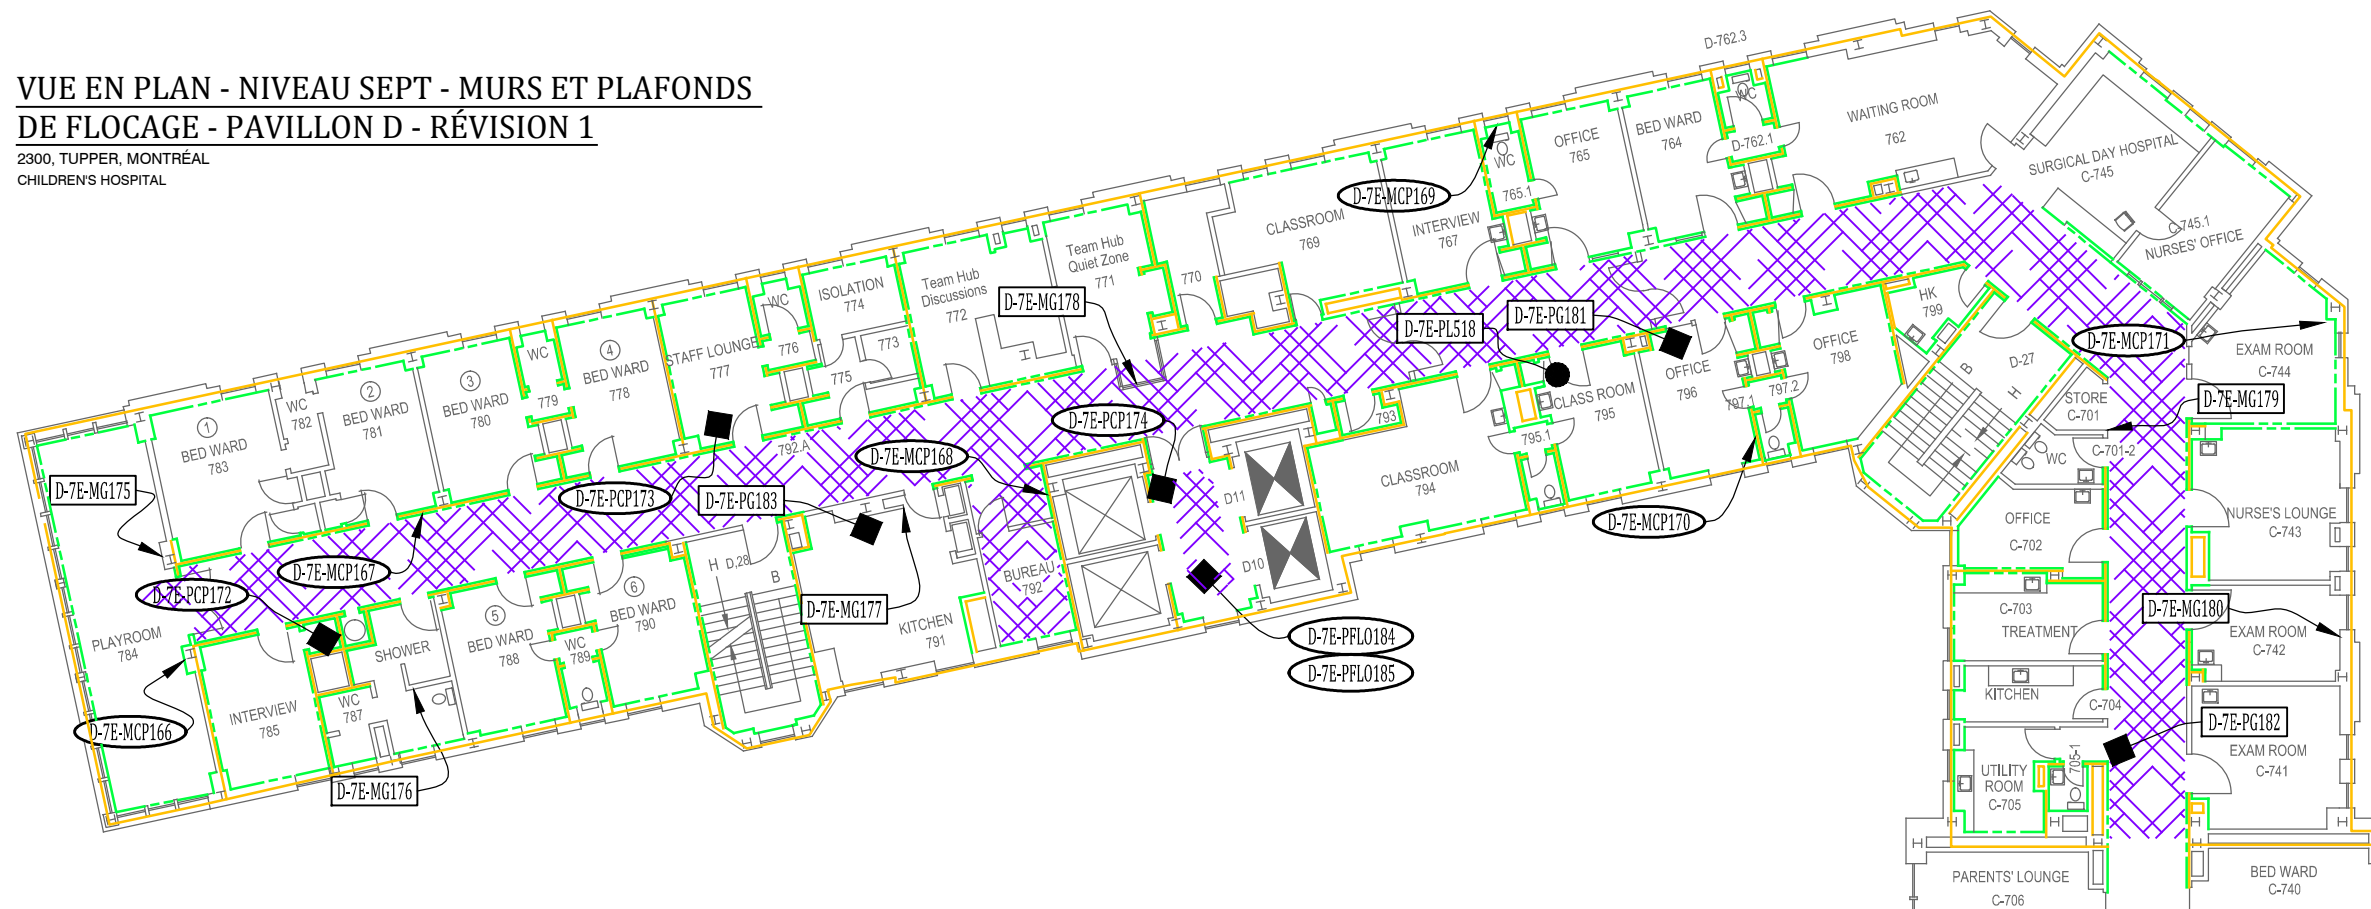 VUE EN PLAN - NIVEAU SEPT - MURS ET PLAFONDS
DE FLOCAGE - PAVILLON D - RÉVISION 1
2300, TUPPER, MONTRÉAL
CHILDREN'S HOSPITAL
D-762.3
WC
D-762.1
WAITING ROOM
762
SURGICAL DAY HOSPITAL
C-745
C-745.1
NURSES' OFFICE
OFFICE
765
BED WARD
764
WC
765.1
D-7E-MCP169
INTERVIEW
767
CLASSROOM
769
770
Team Hub
Quiet Zone
771
D-7E-MG178
Team Hub
Discussions
772
ISOLATION
774
773
775
WC
776
STAFF LOUNGE
777
4
BED WARD
778
WC
779
3
BED WARD
780
2
BED WARD
781
WC
782
1
BED WARD
783
D-7E-MG175
D-7E-PL518
D-7E-PG181
HK
799
D-27
B
H
D-7E-MCP171
EXAM ROOM
C-744
D-7E-MG179
STORE
C-701
C-701-2
WC
OFFICE
798
797.2
797.1
OFFICE
796
CLASS ROOM
795
795.1
793
CLASSROOM
794
D-7E-MCP170
D-7E-PCP174
D-7E-MCP168
792.A
D-7E-PCP173
D-7E-PG183
D11
D10
BUREAU
792
D-7E-MCP167
D-7E-PCP172
PLAYROOM
784
D-7E-MCP166
INTERVIEW
785
SHOWER
WC
787
D-7E-MG176
5
BED WARD
788
WC
789
6
BED WARD
790
H
D,28
B
D-7E-MG177
KITCHEN
791
D-7E-PFLO184
D-7E-PFLO185
OFFICE
C-702
NURSE'S LOUNGE
C-743
C-703
TREATMENT
D-7E-MG180
EXAM ROOM
C-742
KITCHEN
C-704
D-7E-PG182
EXAM ROOM
C-741
UTILITY
ROOM
C-705
705-1
PARENTS' LOUNGE
C-706
BED WARD
C-740